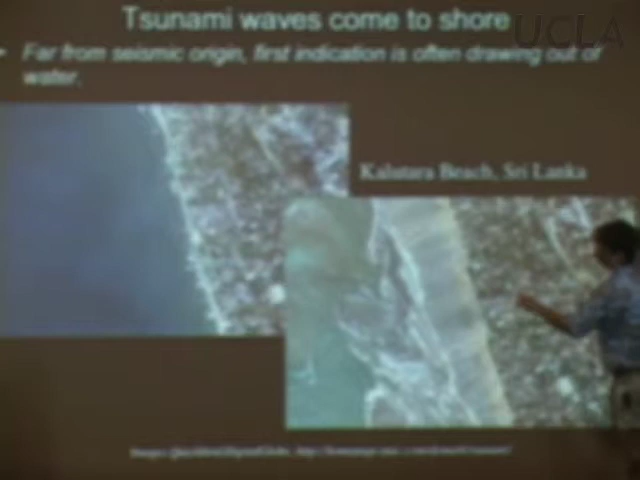 Tsunami waves come to shore
UCLA
• Far from seismic origin, first indication is often drawing out of
water.
Kalutara Beach, Sri Lanka